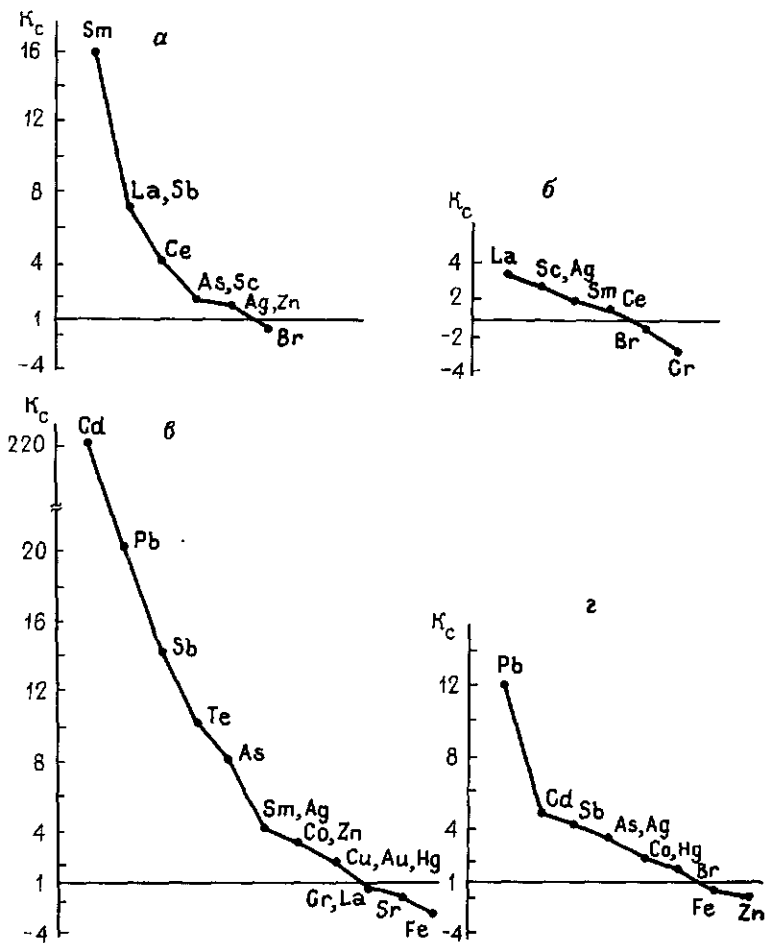 Kc
Sm
а
16
12
8
La, Sb
Ce
4
As, Sc
Ag, Zn
1
Br
-4
б
Kc
La
4
Sc, Ag
Sm
Ce
2
Br
-2
Cr
-4
Kc
Cd
в
220
20
Pb
16
Sb
12
Te
As
8
Sm, Ag
4
Co, Zn
Cu, Au, Hg
1
Cr, La
Sr
Fe
-4
г
Kc
Pb
12
8
Cd
Sb
4
As, Ag
Co, Hg
Br
1
Fe
Zn
-4